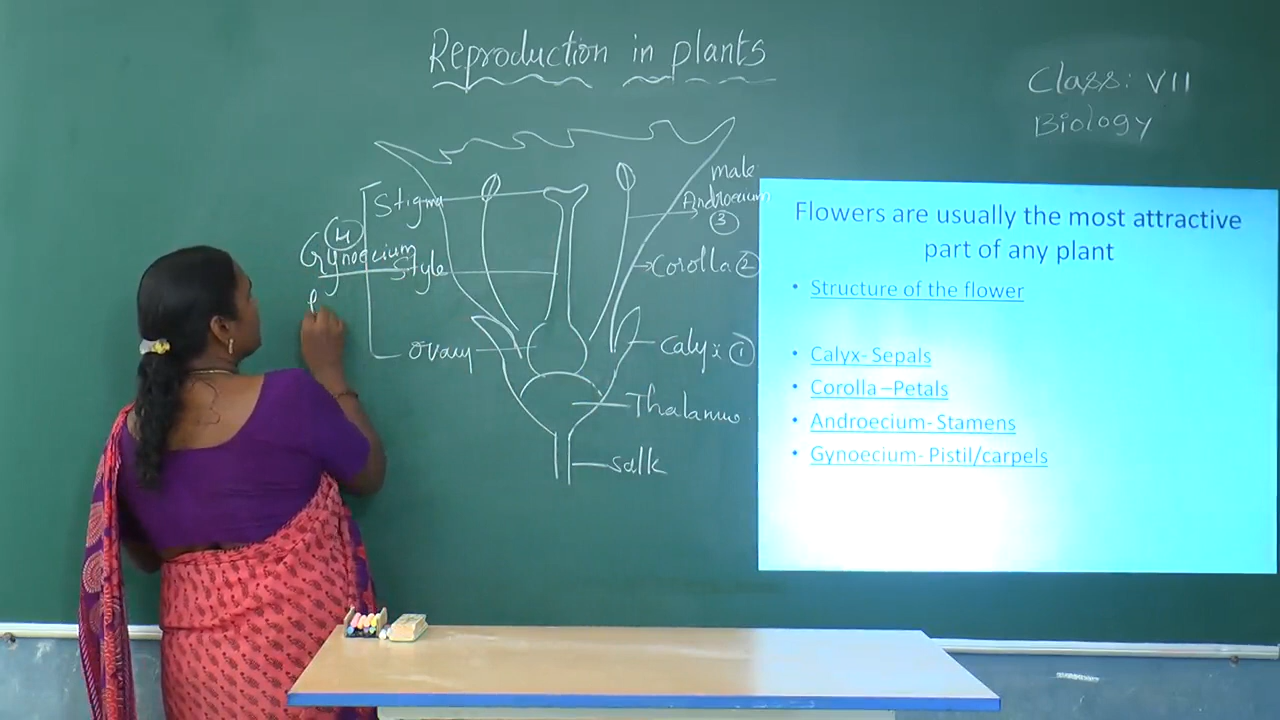 Reproduction in plants
Class: VII
Biology
male
Androecium
3
Stigma
4
Gynoecium
Style
Corolla 2
Ovary
Calyx 1
Thalamus
Salk
Flowers are usually the most attractive
part of any plant
• Structure of the flower
• Calyx- Sepals
• Corolla –Petals
• Androecium- Stamens
• Gynoecium- Pistil/carpels